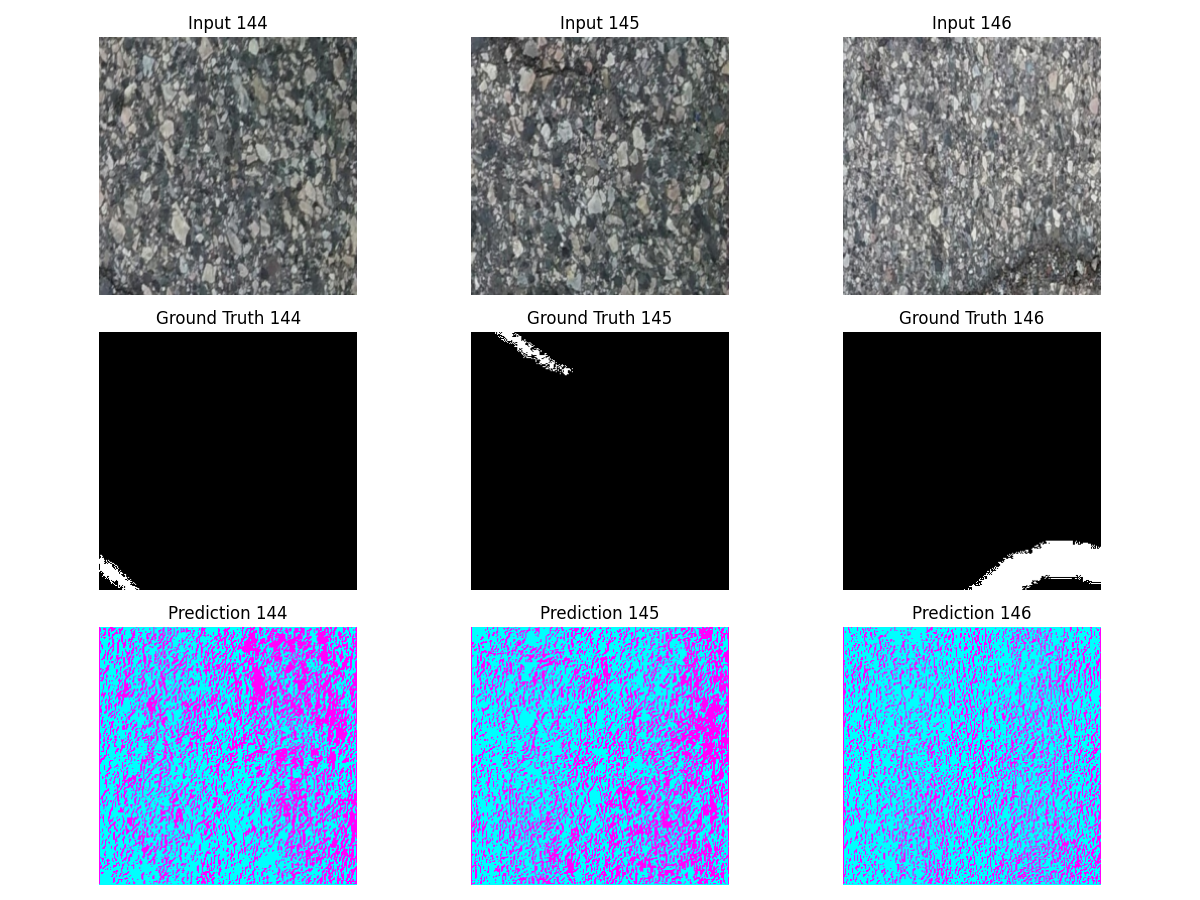 Input 144
Input 145
Input 146
Ground Truth 144
Ground Truth 145
Ground Truth 146
Prediction 144
Prediction 145
Prediction 146